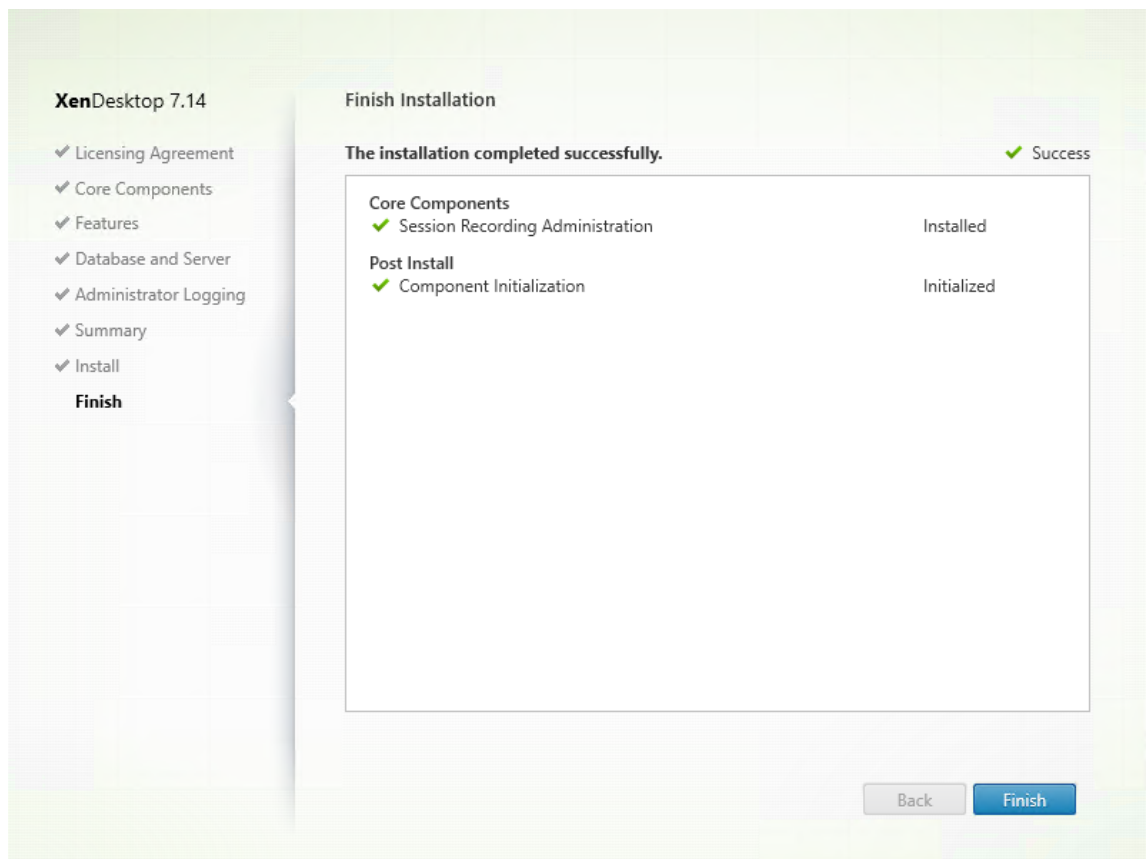 XenDesktop 7.14
Licensing Agreement
Core Components
Features
Database and Server
Administrator Logging
Summary
Install
Finish
Finish Installation
The installation completed successfully.
Success
Core Components
Session Recording Administration Installed
Post Install
Component Initialization Initialized
Back Finish